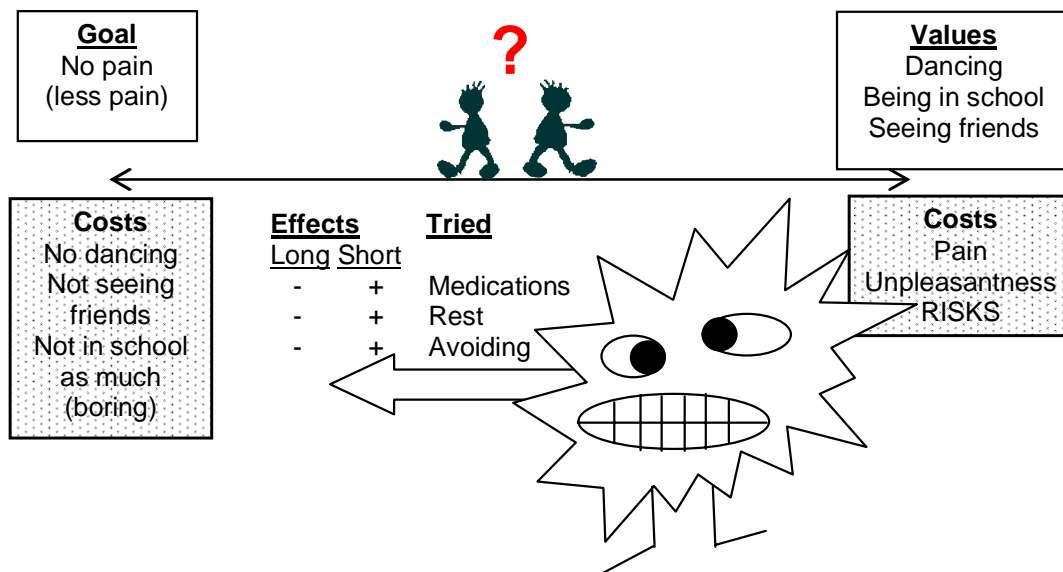 Goal
No pain
(less pain)
?
Values
Dancing
Being in school
Seeing friends
Costs
No dancing
Not seeing
friends
Not in school
as much
(boring)
Effects Tried
Long Short
- + Medications
- + Rest
- + Avoiding
Costs
Pain
Unpleasantness
RISKS